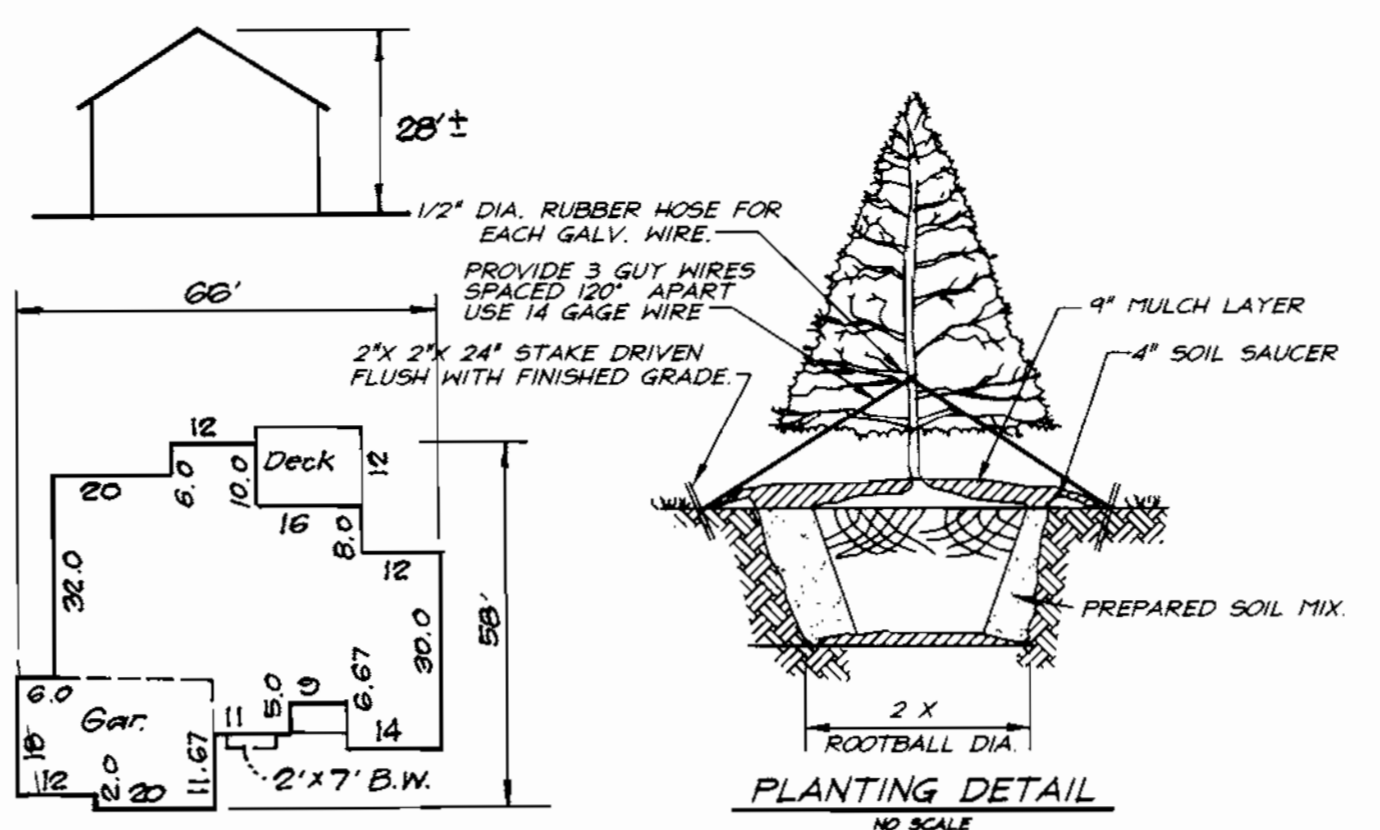 28'±
1/2" DIA. RUBBER HOSE FOR
EACH GALV. WIRE.
PROVIDE 3 GUY WIRES
SPACED 120° APART
USE 14 GAGE WIRE
2"X 2"X 24" STAKE DRIVEN
FLUSH WITH FINISHED GRADE.
9" MULCH LAYER
4" SOIL SAUCER
PREPARED SOIL MIX.
2 X
ROOTBALL DIA.
PLANTING DETAIL
NO SCALE
66'
12
Deck
12
20
6.0
10.0
16
8.0
12
32.0
58'
30.0
6.0
Gar.
11
5.0
9
6.67
14
18
12
2.0
20
11.67
2' X 7' B.W.